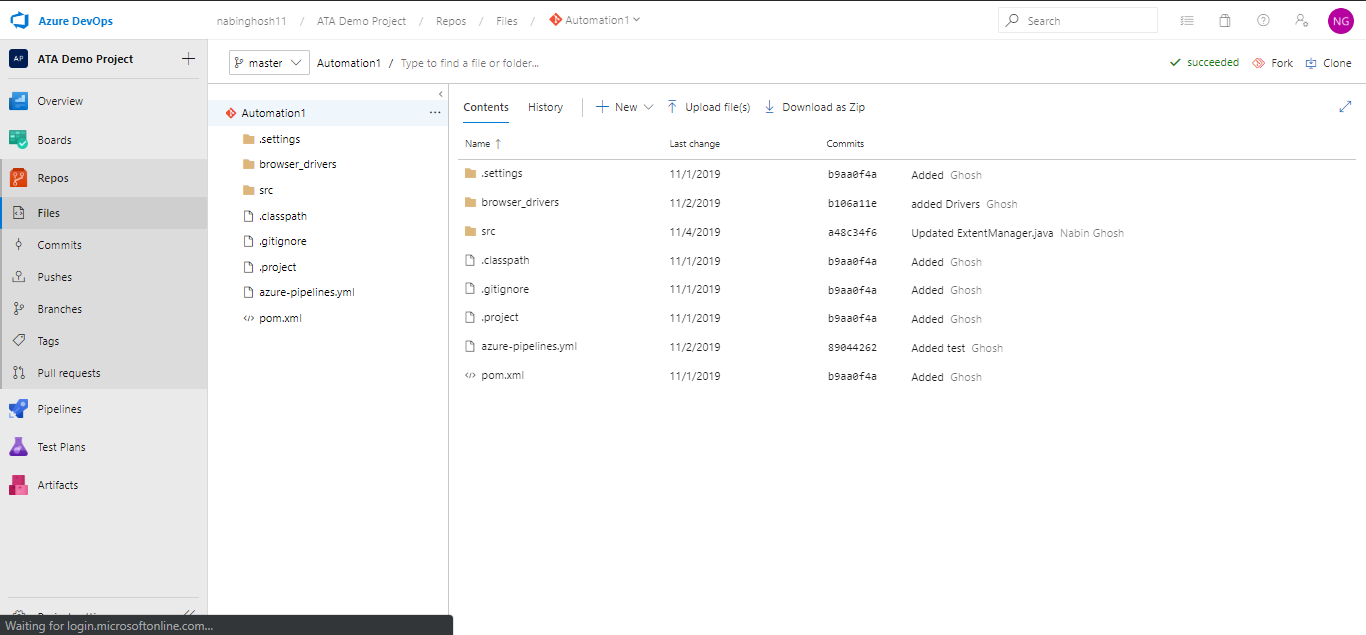 Azure DevOps
nabinghosh11 / ATA Demo Project / Repos / Files / Automation1
Search
NG
AP ATA Demo Project
master
Automation1 / Type to find a file or folder...
succeeded
Fork
Clone
Overview
Boards
Repos
Files
Commits
Pushes
Branches
Tags
Pull requests
Pipelines
Test Plans
Artifacts
Automation1
.settings
browser_drivers
src
.classpath
.gitignore
.project
azure-pipelines.yml
pom.xml
Contents History New Upload file(s) Download as Zip
Name Last change Commits
.settings 11/1/2019 b9aa0f4a Added Ghosh
browser_drivers 11/2/2019 b106a11e added Drivers Ghosh
src 11/4/2019 a48c34f6 Updated ExtentManager.java Nabin Ghosh
.classpath 11/1/2019 b9aa0f4a Added Ghosh
.gitignore 11/1/2019 b9aa0f4a Added Ghosh
.project 11/1/2019 b9aa0f4a Added Ghosh
azure-pipelines.yml 11/2/2019 89044262 Added test Ghosh
pom.xml 11/1/2019 b9aa0f4a Added Ghosh
Waiting for login.microsoftonline.com...